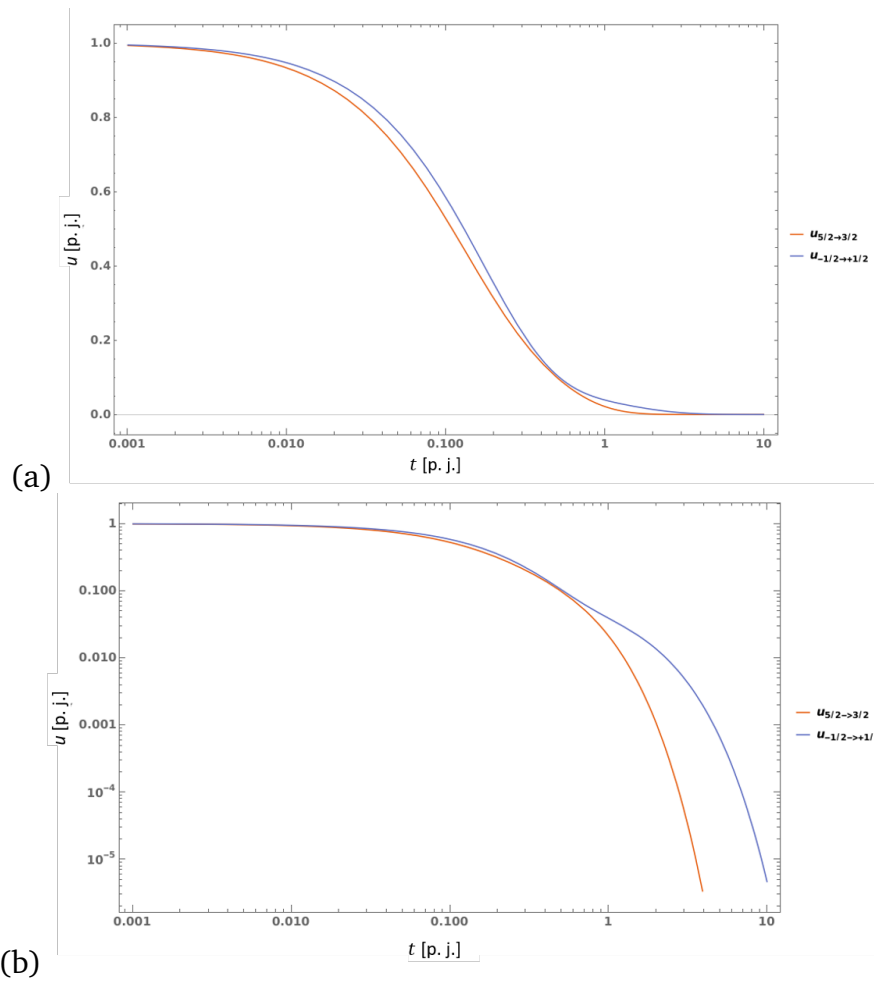 1.0
0.8
0.6
0.4
0.2
0.0
u [p. j.]
0.001 0.010 0.100 1 10
t [p. j.]
u5/2→3/2
u−1/2→+1/2
(a)
1
0.100
0.010
0.001
10⁻⁴
10⁻⁵
u [p. j.]
0.001 0.010 0.100 1 10
t [p. j.]
u5/2->3/2
u−1/2->+1/
(b)